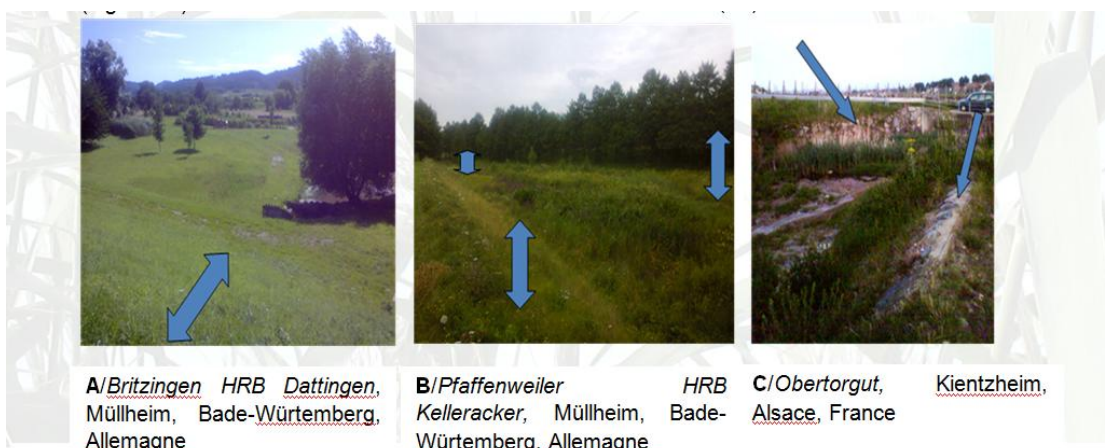 A/Britzingen HRB Dattingen,
Müllheim, Bade-Würtemberg,
Allemagne
B/Pfaffenweiler HRB
Kelleracker, Müllheim, Bade-
Würtemberg, Allemagne
C/Obertorgut, Kientzheim,
Alsace, France